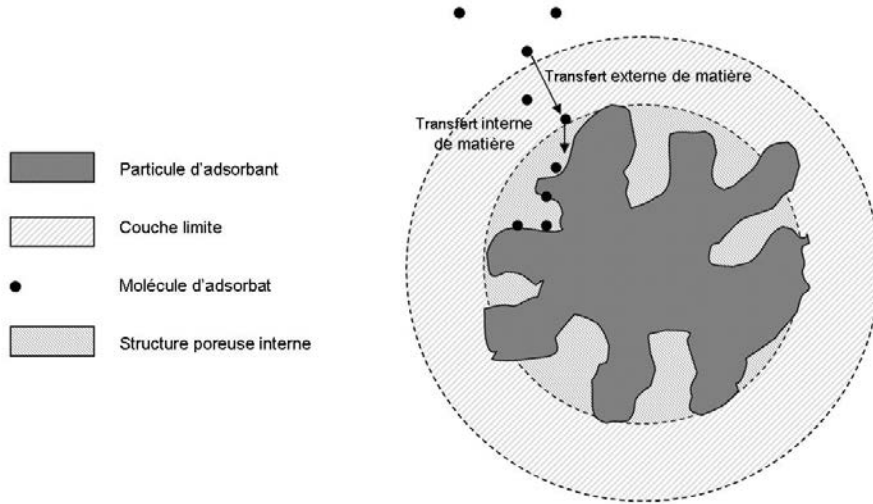 Transfert externe de matière
Transfert interne
de matière
Particule d'adsorbant
Couche limite
Molécule d'adsorbat
Structure poreuse interne